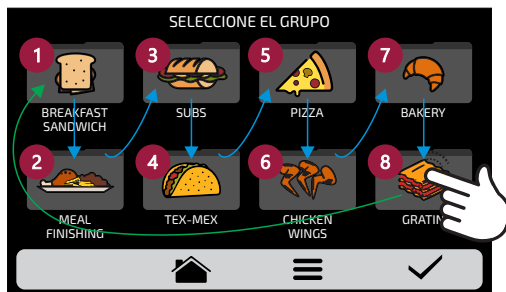 SELECCIONE EL GRUPO
1
3
5
7
BREAKFAST
SANDWICH
SUBS
PIZZA
BAKERY
2
4
6
8
MEAL
FINISHING
TEX-MEX
CHICKEN
WINGS
GRATIN